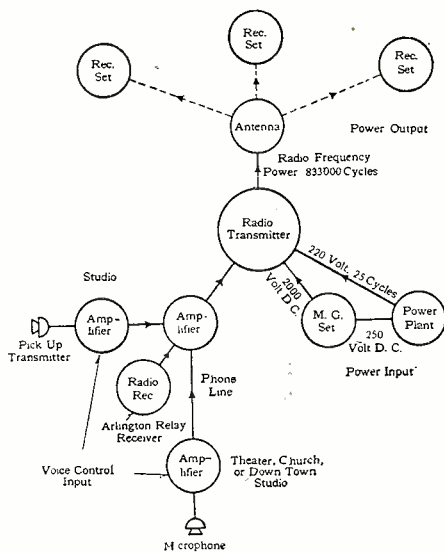 Rec.
Set
Rec.
Set
Rec.
Set
Antenna
Power Output
Radio Frequency
Power 833000 Cycles
Radio
Transmitter
220 Volt, 25 Cycles
2000
Volt D.C.
Studio
Amp-
lifier
Amp-
lifier
M. G.
Set
Power
Plant
250
Volt D. C.
Pick Up
Transmitter
Power Input
Radio
Rec
Phone
Line
Arlington Relay
Receiver
Voice Control
Input
Amp-
lifier
Theater, Church,
or Down Town
Studio
Microphone